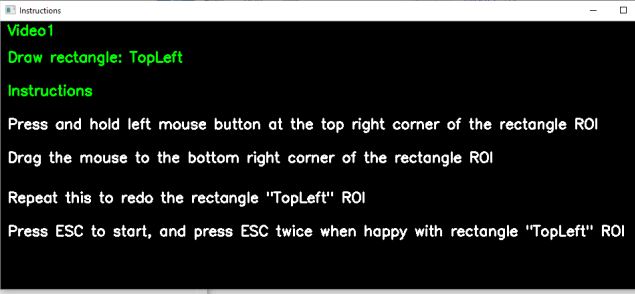 Instructions
Video1
Draw rectangle: TopLeft
Instructions
Press and hold left mouse button at the top right corner of the rectangle ROI
Drag the mouse to the bottom right corner of the rectangle ROI
Repeat this to redo the rectangle "TopLeft" ROI
Press ESC to start, and press ESC twice when happy with rectangle "TopLeft" ROI